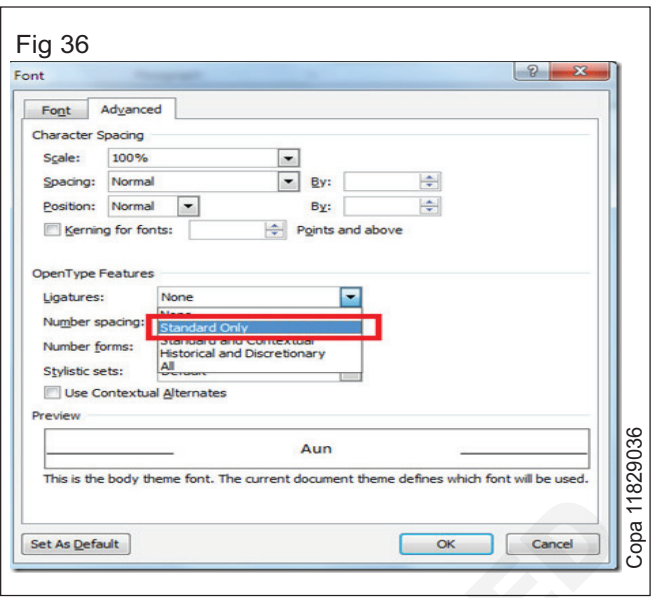 Fig 36
Font
Font Advanced
Character Spacing
Scale: 100%
Spacing: Normal By:
Position: Normal By:
Kerning for fonts: Points and above
OpenType Features
Ligatures: None
None
Number spacing: Standard Only
Standard and Contextual
Number forms: Historical and Discretionary
All
Stylistic sets: Default
Use Contextual Alternates
Preview
Aun
This is the body theme font. The current document theme defines which font will be used.
Set As Default OK Cancel
Copa 11829036